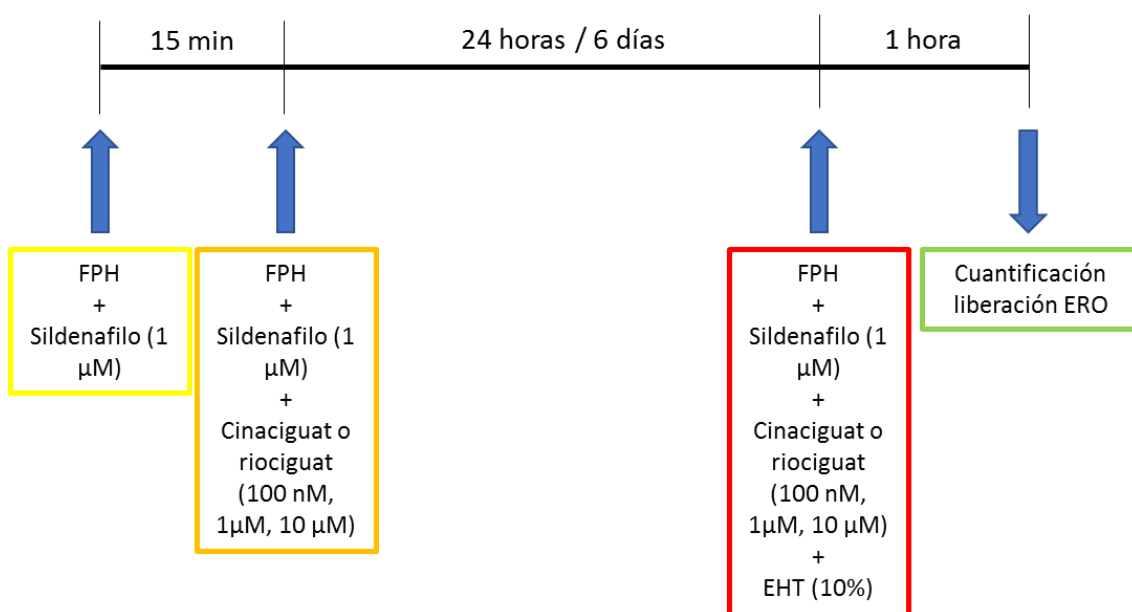 15 min
24 horas / 6 días
1 hora
FPH
+
Sildenafilo (1
µM)
FPH
+
Sildenafilo (1
µM)
+
Cinaciguat o
riociguat
(100 nM,
1µM, 10 µM)
FPH
+
Sildenafilo (1
µM)
+
Cinaciguat o
riociguat
(100 nM,
1µM, 10 µM)
+
EHT (10%)
Cuantificación
liberación ERO